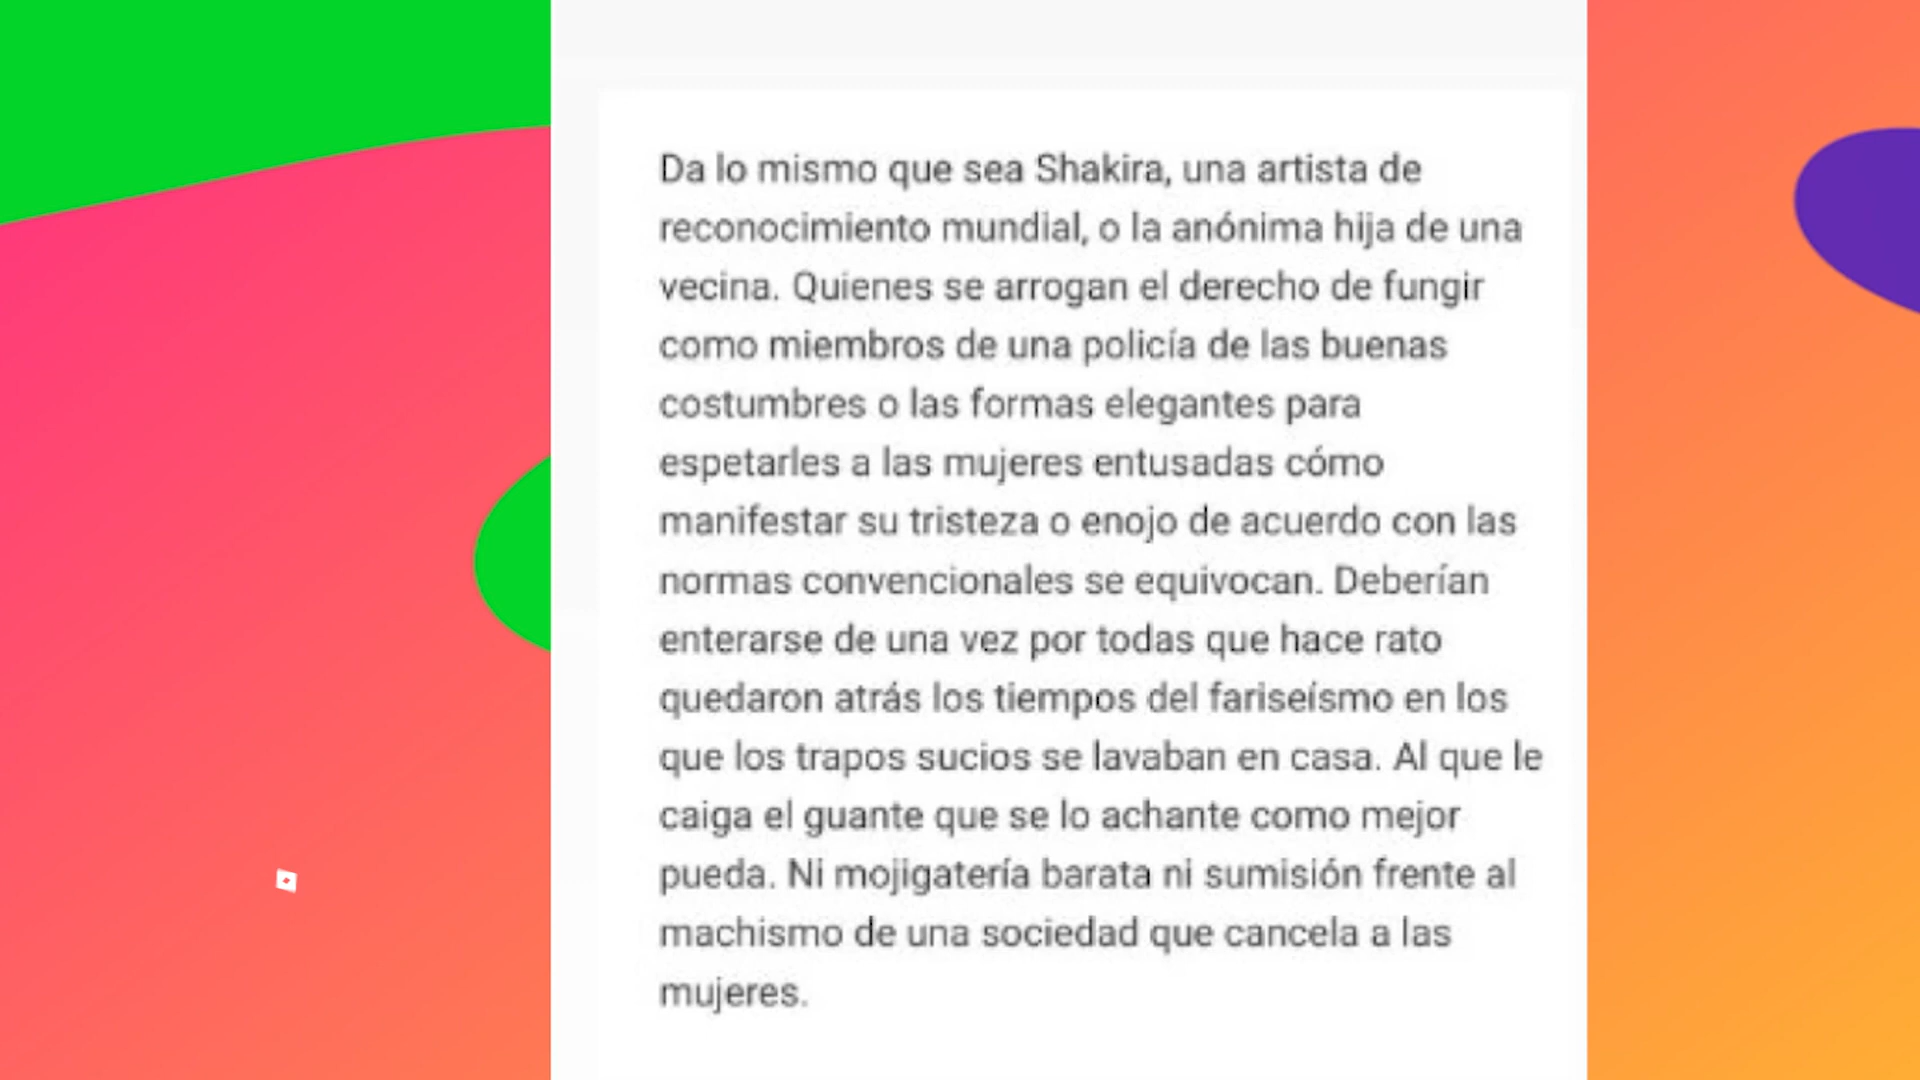 Da lo mismo que sea Shakira, una artista de
reconocimiento mundial, o la anónima hija de una
vecina. Quienes se arrogan el derecho de fungir
como miembros de una policía de las buenas
costumbres o las formas elegantes para
espetarles a las mujeres entusadas cómo
manifestar su tristeza o enojo de acuerdo con las
normas convencionales se equivocan. Deberían
enterarse de una vez por todas que hace rato
quedaron atrás los tiempos del fariseísmo en los
que los trapos sucios se lavaban en casa. Al que le
caiga el guante que se lo achante como mejor
pueda. Ni mojigatería barata ni sumisión frente al
machismo de una sociedad que cancela a las
mujeres.